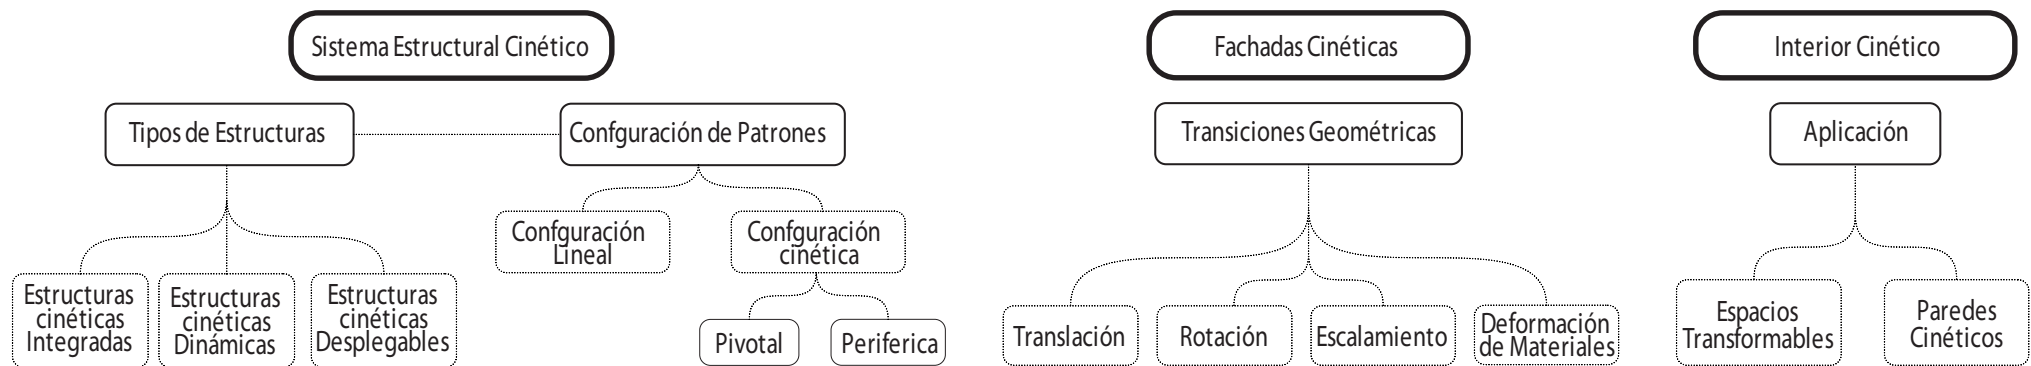 Sistema Estructural Cinético
Fachadas Cinéticas
Interior Cinético
Tipos de Estructuras
Confguración de Patrones
Transiciones Geométricas
Aplicación
Confguración
Lineal
Confguración
cinética
Estructuras
cinéticas
Integradas
Estructuras
cinéticas
Dinámicas
Estructuras
cinéticas
Desplegables
Pivotal
Periferica
Translación
Rotación
Escalamiento
Deformación
de Materiales
Espacios
Transformables
Paredes
Cinéticos